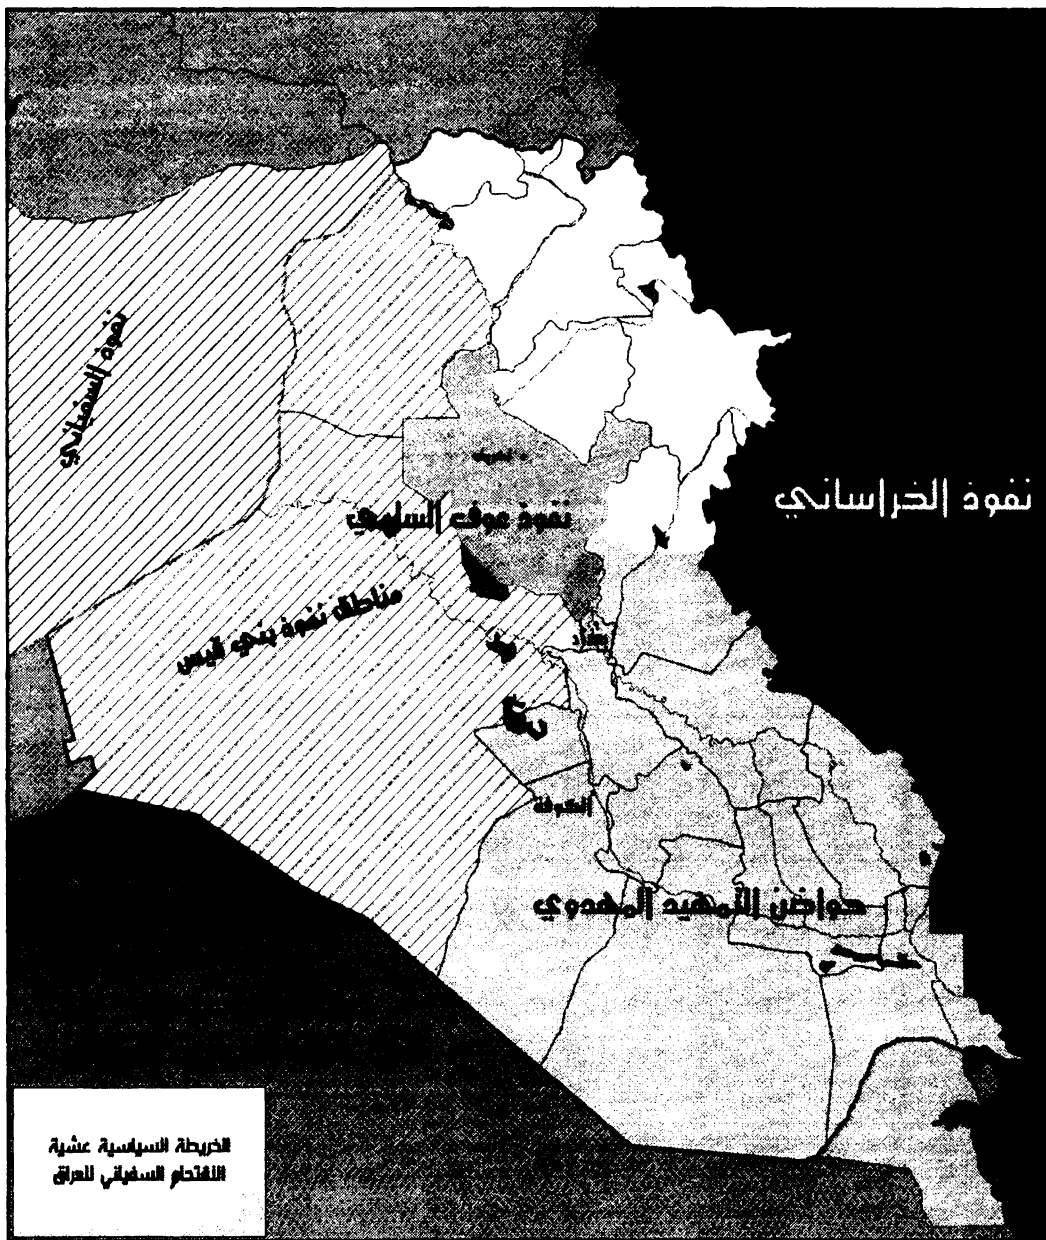 نفوذ السفياني
نفوذ الخراساني
تكريت
نفوذ عوف السلمي
مناطق نفوذ بني قيس
بغداد
الكوفة
حواضن التمهيد المهدوي
الخريطة السياسية عشية
الاقتحام السفياني للعراق